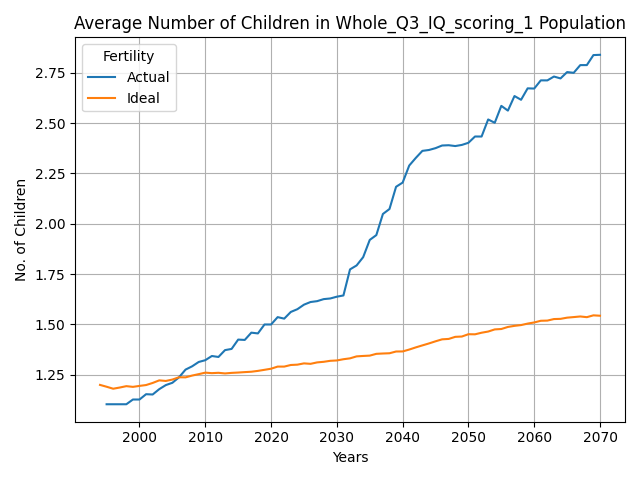 Average Number of Children in Whole_Q3_IQ_scoring_1 Population
Fertility
Actual
Ideal
No. of Children
2.75
2.50
2.25
2.00
1.75
1.50
1.25
2000 2010 2020 2030 2040 2050 2060 2070
Years